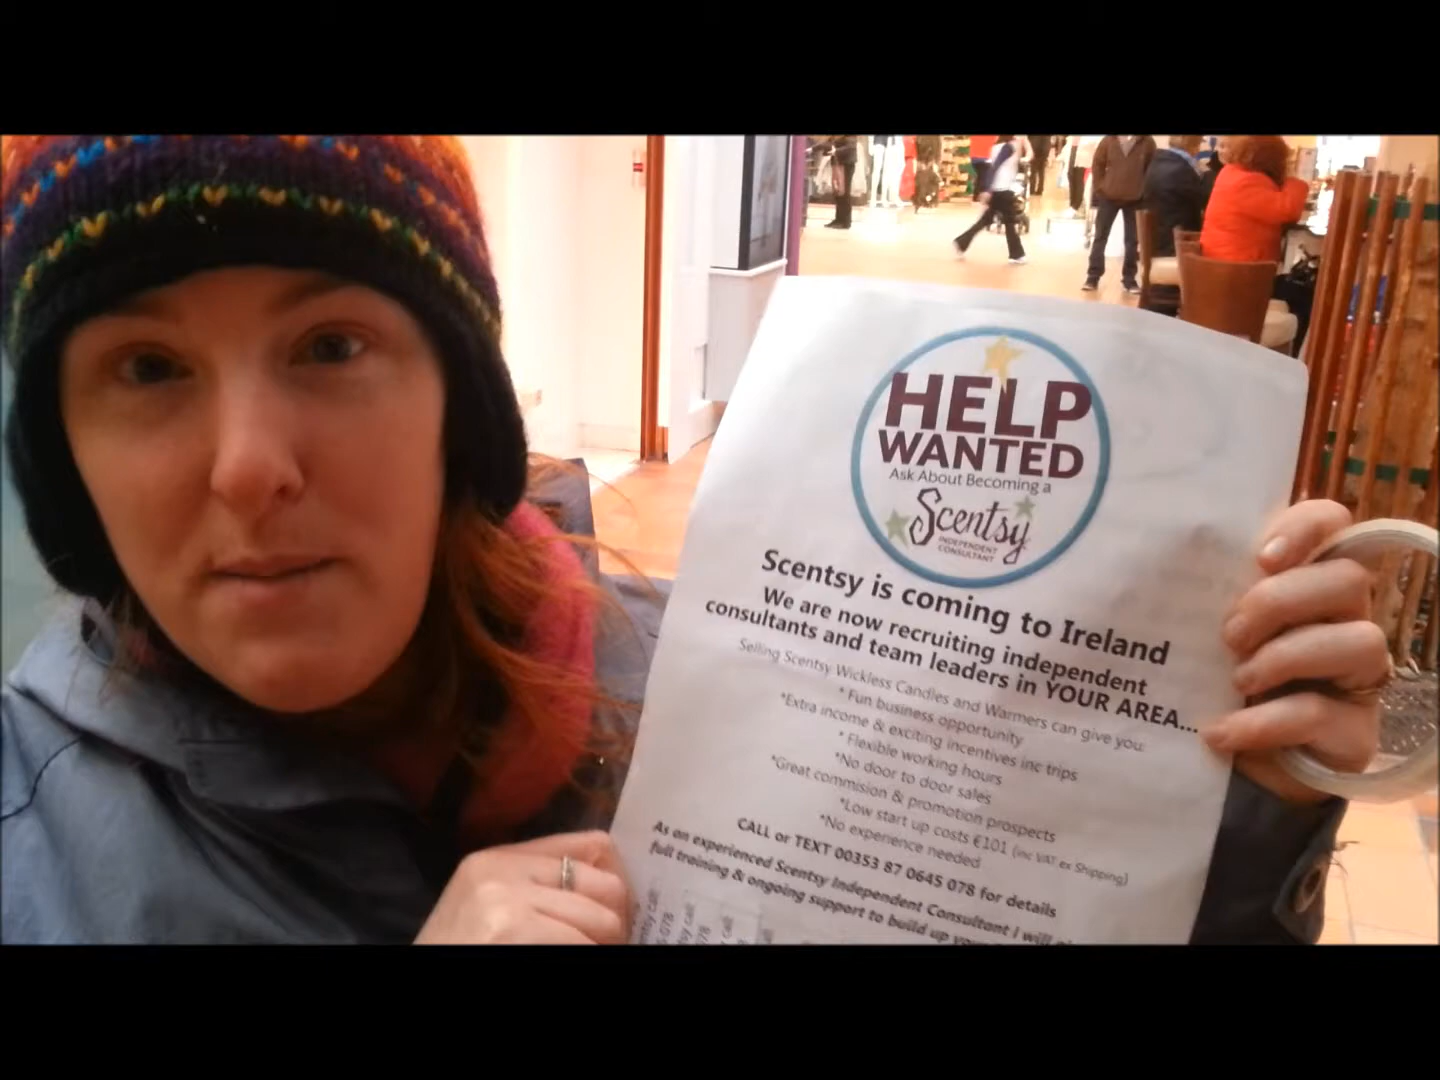 HELP
WANTED
Ask About Becoming a
Scentsy
INDEPENDENT
CONSULTANT
Scentsy is coming to Ireland
We are now recruiting independent
consultants and team leaders in YOUR AREA...
Selling Scentsy Wickless Candles and Warmers can give you:
* Fun business opportunity
*Extra income & exciting incentives inc trips
* Flexible working hours
*No door to door sales
*Great commision & promotion prospects
*Low start up costs €101 (inc VAT ex Shipping)
*No experience needed
CALL or TEXT 00353 87 0645 078 for details
As an experienced Scentsy Independent Consultant I will
full training & ongoing support to build up